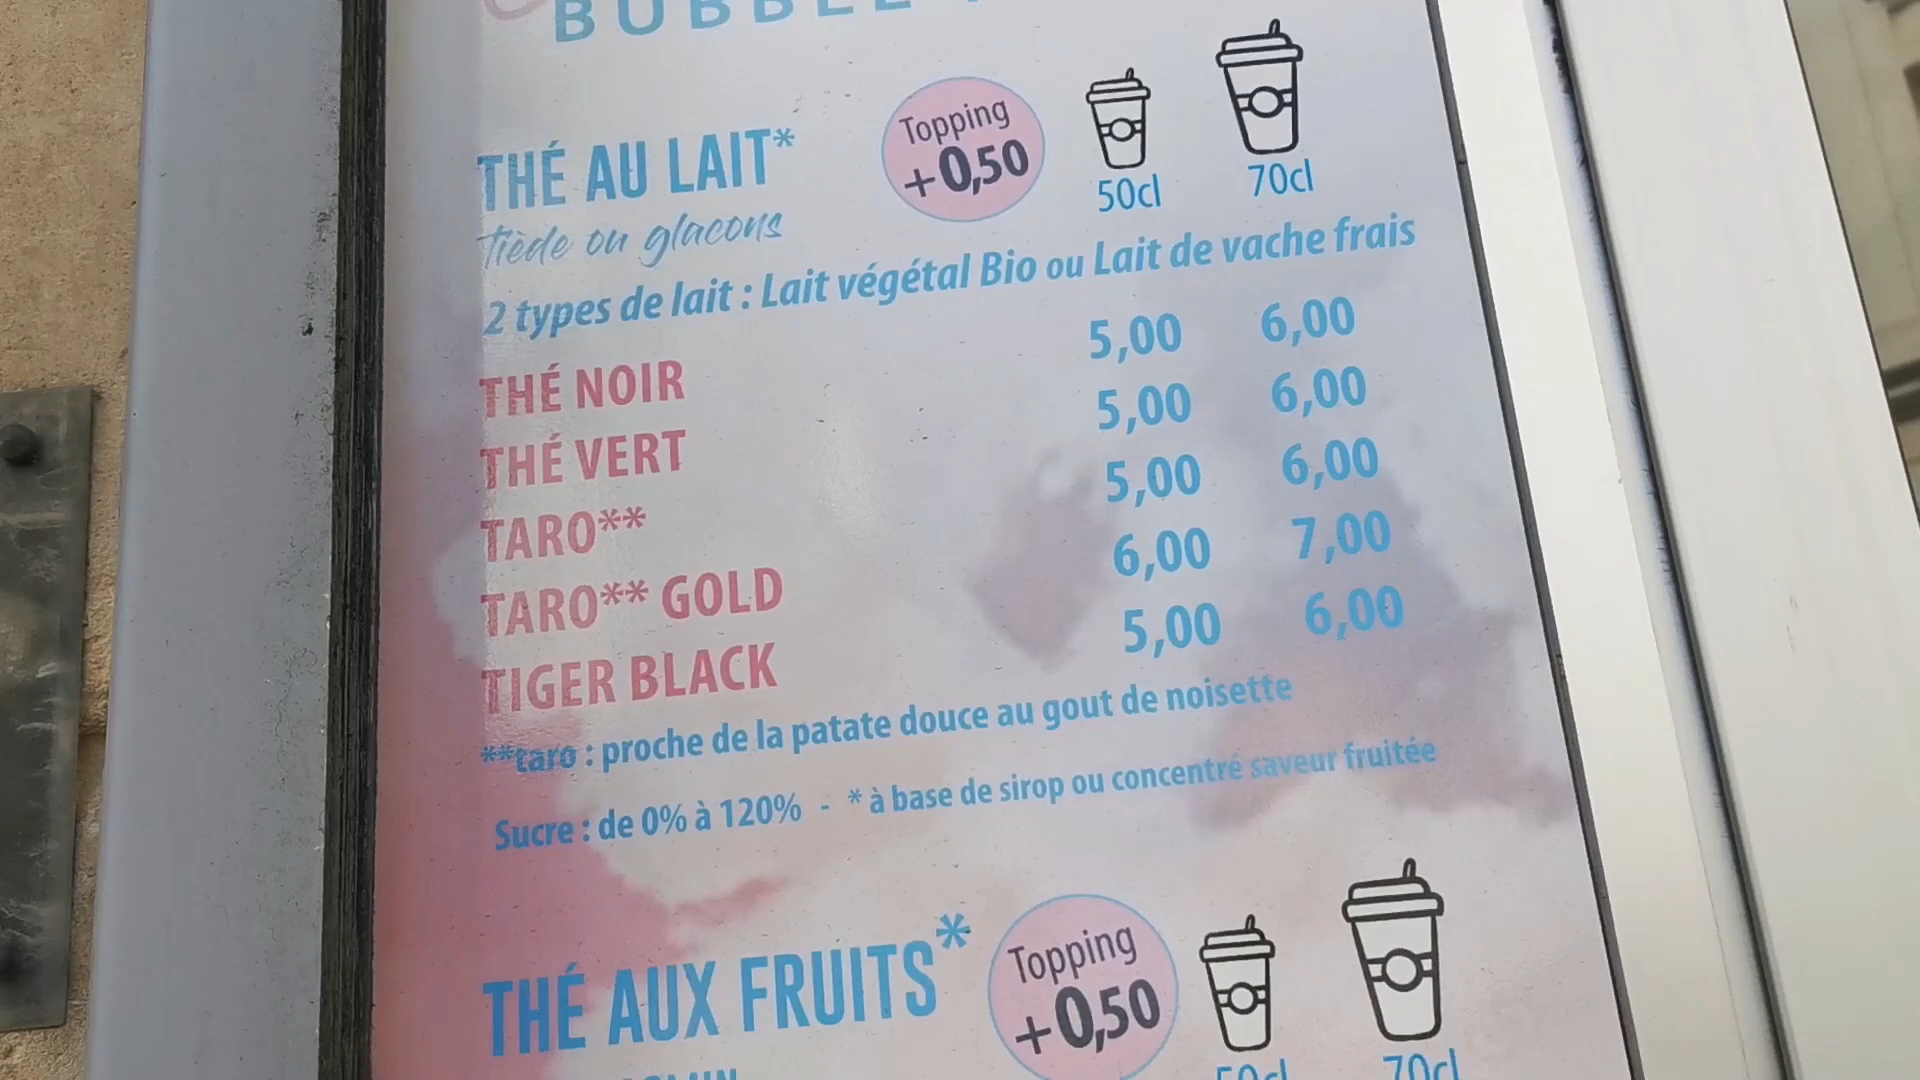 BUBBLE
THÉ AU LAIT*
Topping
+0,50
50cl 70cl
Tiède ou glacons
2 types de lait : Lait végétal Bio ou Lait de vache frais
THÉ NOIR 5,00 6,00
THÉ VERT 5,00 6,00
TARO** 5,00 6,00
TARO** GOLD 6,00 7,00
TIGER BLACK 5,00 6,00
**taro : proche de la patate douce au gout de noisette
Sucre : de 0% à 120% - * à base de sirop ou concentré saveur fruitée
THÉ AUX FRUITS*
Topping
+0,50
50cl 70cl